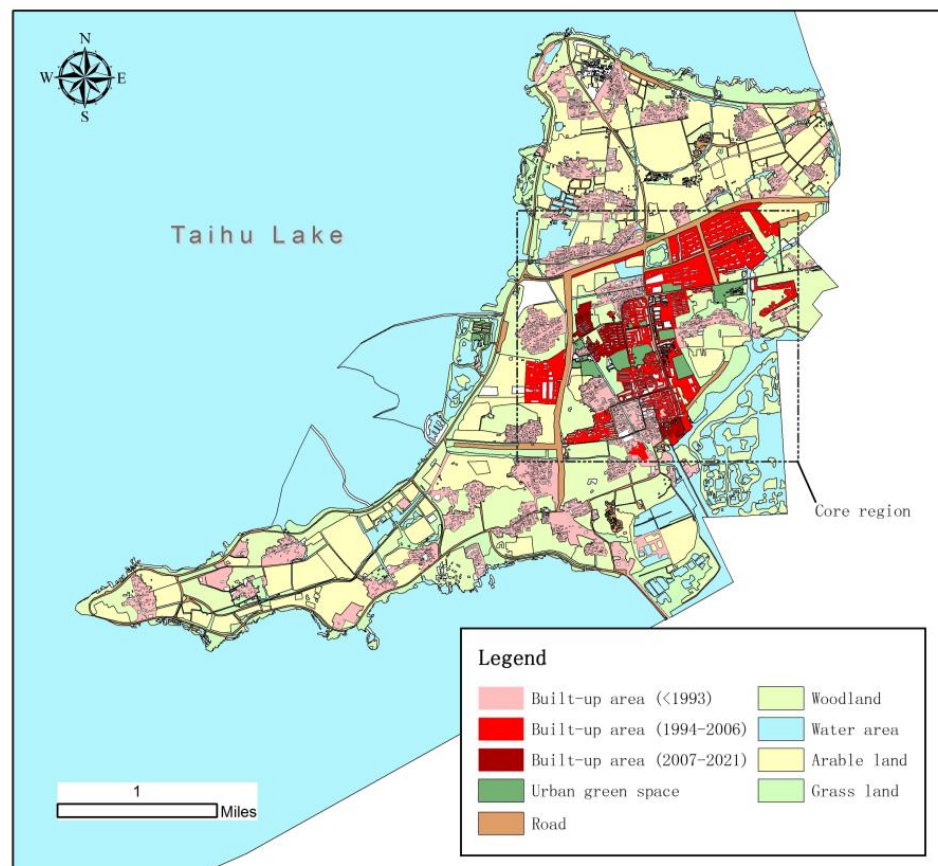 N
W E
S
Taihu Lake
Core region
Legend
Built-up area (<1993)
Built-up area (1994-2006)
Built-up area (2007-2021)
Urban green space
Road
Woodland
Water area
Arable land
Grass land
1
Miles